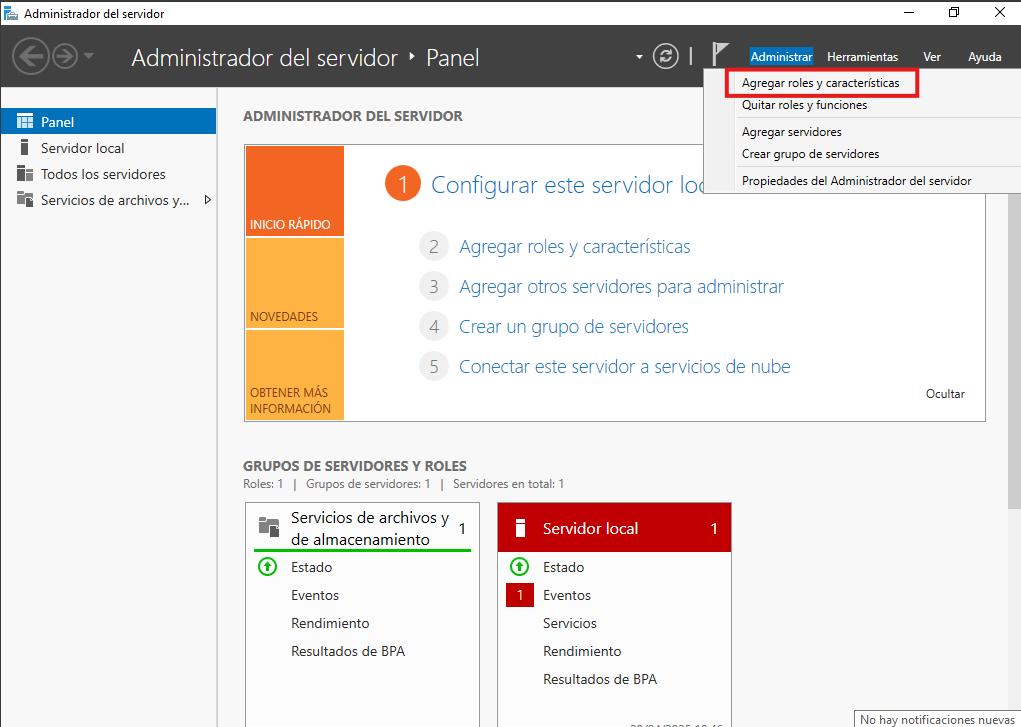 Administrador del servidor
Administrador del servidor ‣ Panel
Administrar Herramientas Ver Ayuda
Agregar roles y características
Quitar roles y funciones
Agregar servidores
Crear grupo de servidores
Propiedades del Administrador del servidor
Panel
Servidor local
Todos los servidores
Servicios de archivos y...
ADMINISTRADOR DEL SERVIDOR
INICIO RÁPIDO
NOVEDADES
OBTENER MÁS
INFORMACIÓN
1 Configurar este servidor
2 Agregar roles y características
3 Agregar otros servidores para administrar
4 Crear un grupo de servidores
5 Conectar este servidor a servicios de nube
Ocultar
GRUPOS DE SERVIDORES Y ROLES
Roles: 1 | Grupos de servidores: 1 | Servidores en total: 1
Servicios de archivos y
de almacenamiento 1
Estado
Eventos
Rendimiento
Resultados de BPA
Servidor local 1
Estado
1 Eventos
Servicios
Rendimiento
Resultados de BPA
No hay notificaciones nuevas